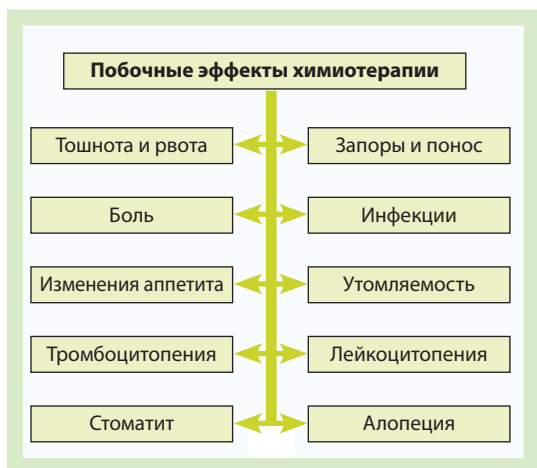 Побочные эффекты химиотерапии
Тошнота и рвота
Запоры и понос
Боль
Инфекции
Изменения аппетита
Утомляемость
Тромбоцитопения
Лейкоцитопения
Стоматит
Алопеция